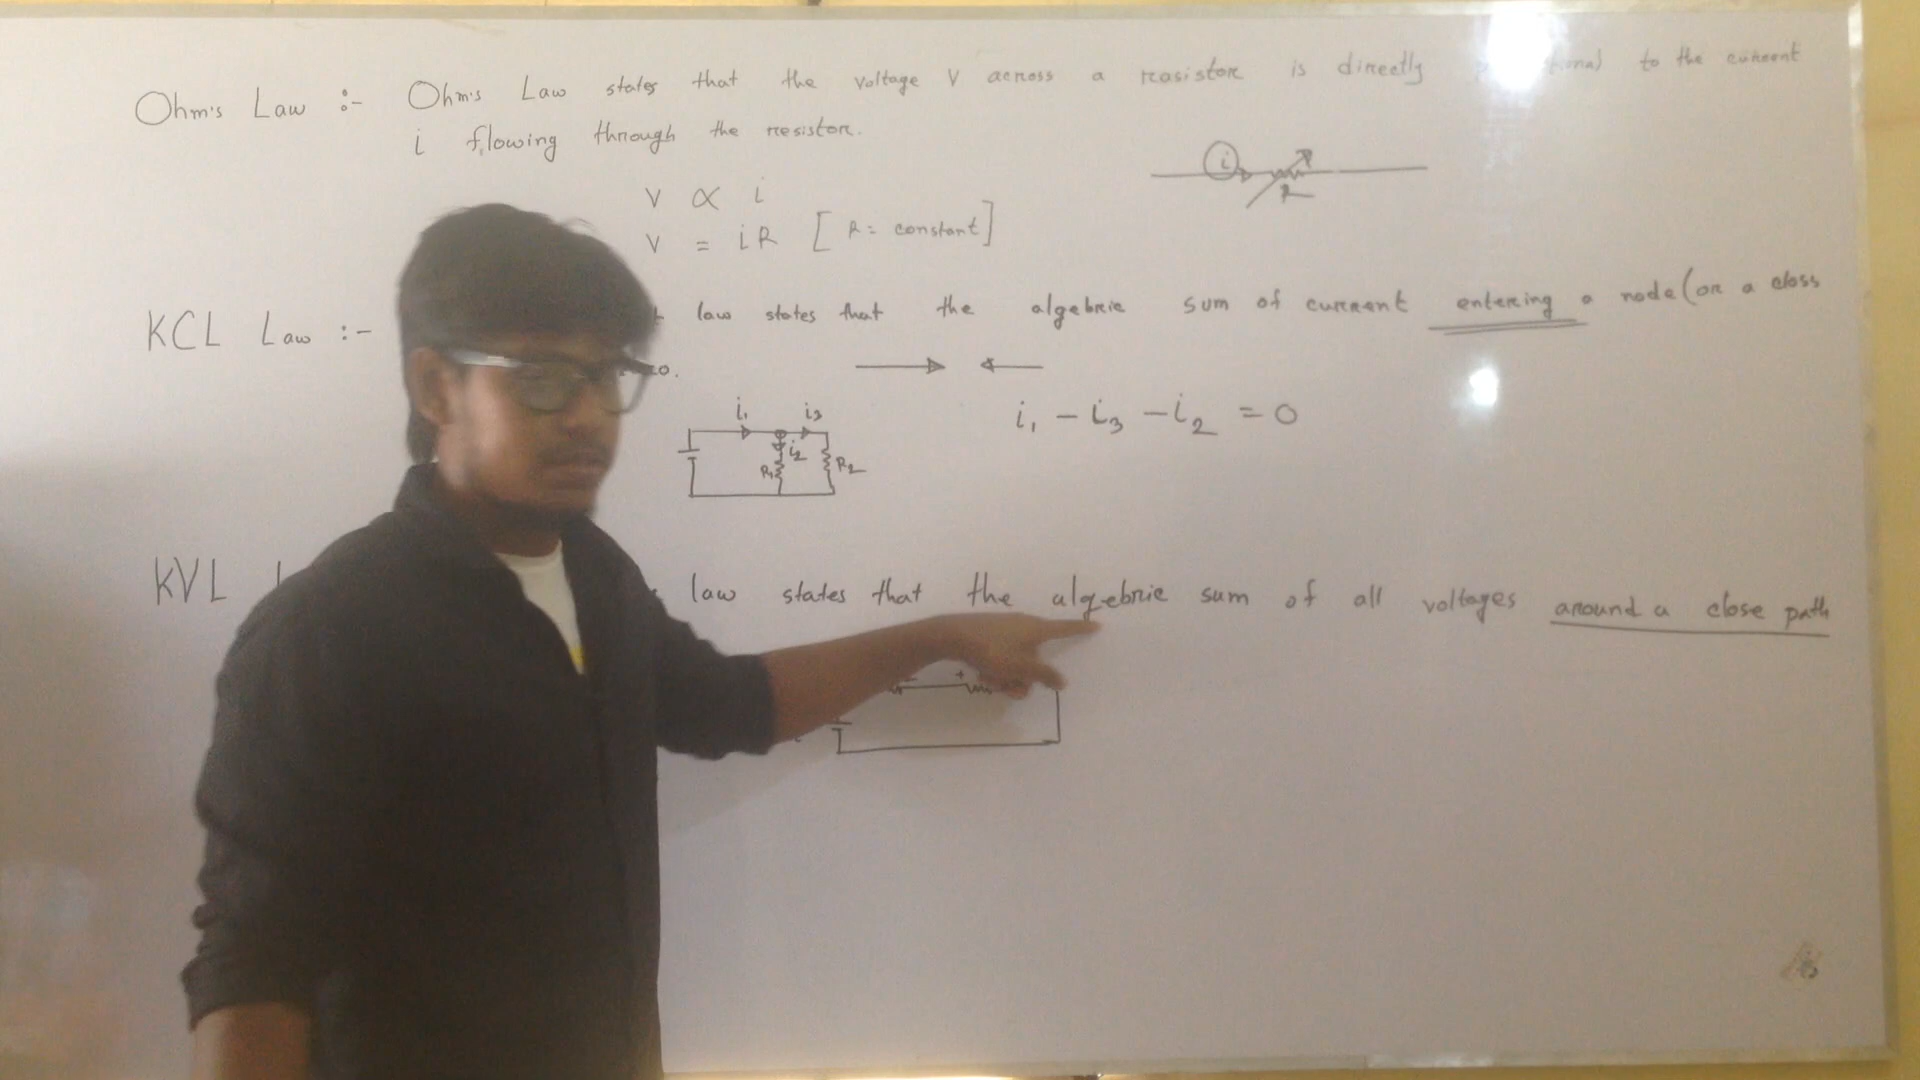 Ohm's Law :- Ohm's Law states that the voltage V across a resistor is directly to the current
i flowing through the resistor.
V ∝ i
V = iR [R = constant]
i
R
KCL Law :- law states that the algebric sum of current entering a node (or a closs
i₁ - i₃ - i₂ = 0
i₁ i₃
i₂
R₁ R₂
KVL law states that the algebric sum of all voltages around a close path
- +